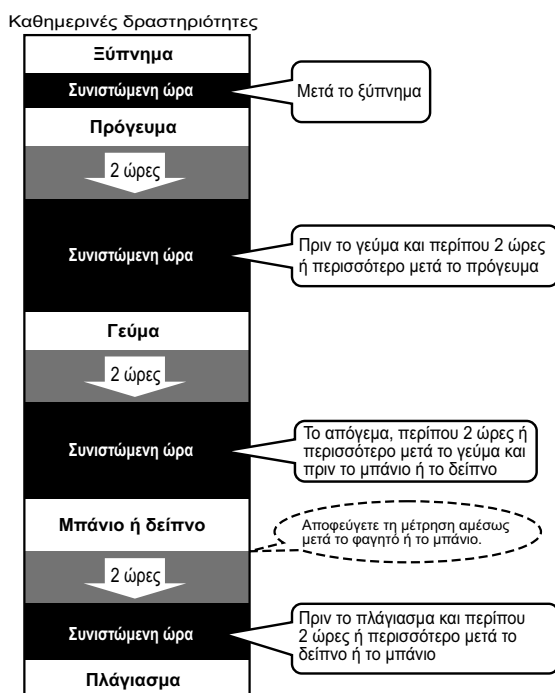 Καθημερινές δραστηριότητες
Ξύπνημα
Συνιστώμενη ώρα
Μετά το ξύπνημα
Πρόγευμα
2 ώρες
Συνιστώμενη ώρα
Πριν το γεύμα και περίπου 2 ώρες
ή περισσότερο μετά το πρόγευμα
Γεύμα
2 ώρες
Συνιστώμενη ώρα
Το απόγεμα, περίπου 2 ώρες ή
περισσότερο μετά το γεύμα και
πριν το μπάνιο ή το δείπνο
Μπάνιο ή δείπνο
Αποφεύγετε τη μέτρηση αμέσως
μετά το φαγητό ή το μπάνιο.
2 ώρες
Συνιστώμενη ώρα
Πριν το πλάγιασμα και περίπου
2 ώρες ή περισσότερο μετά το
δείπνο ή το μπάνιο
Πλάγιασμα